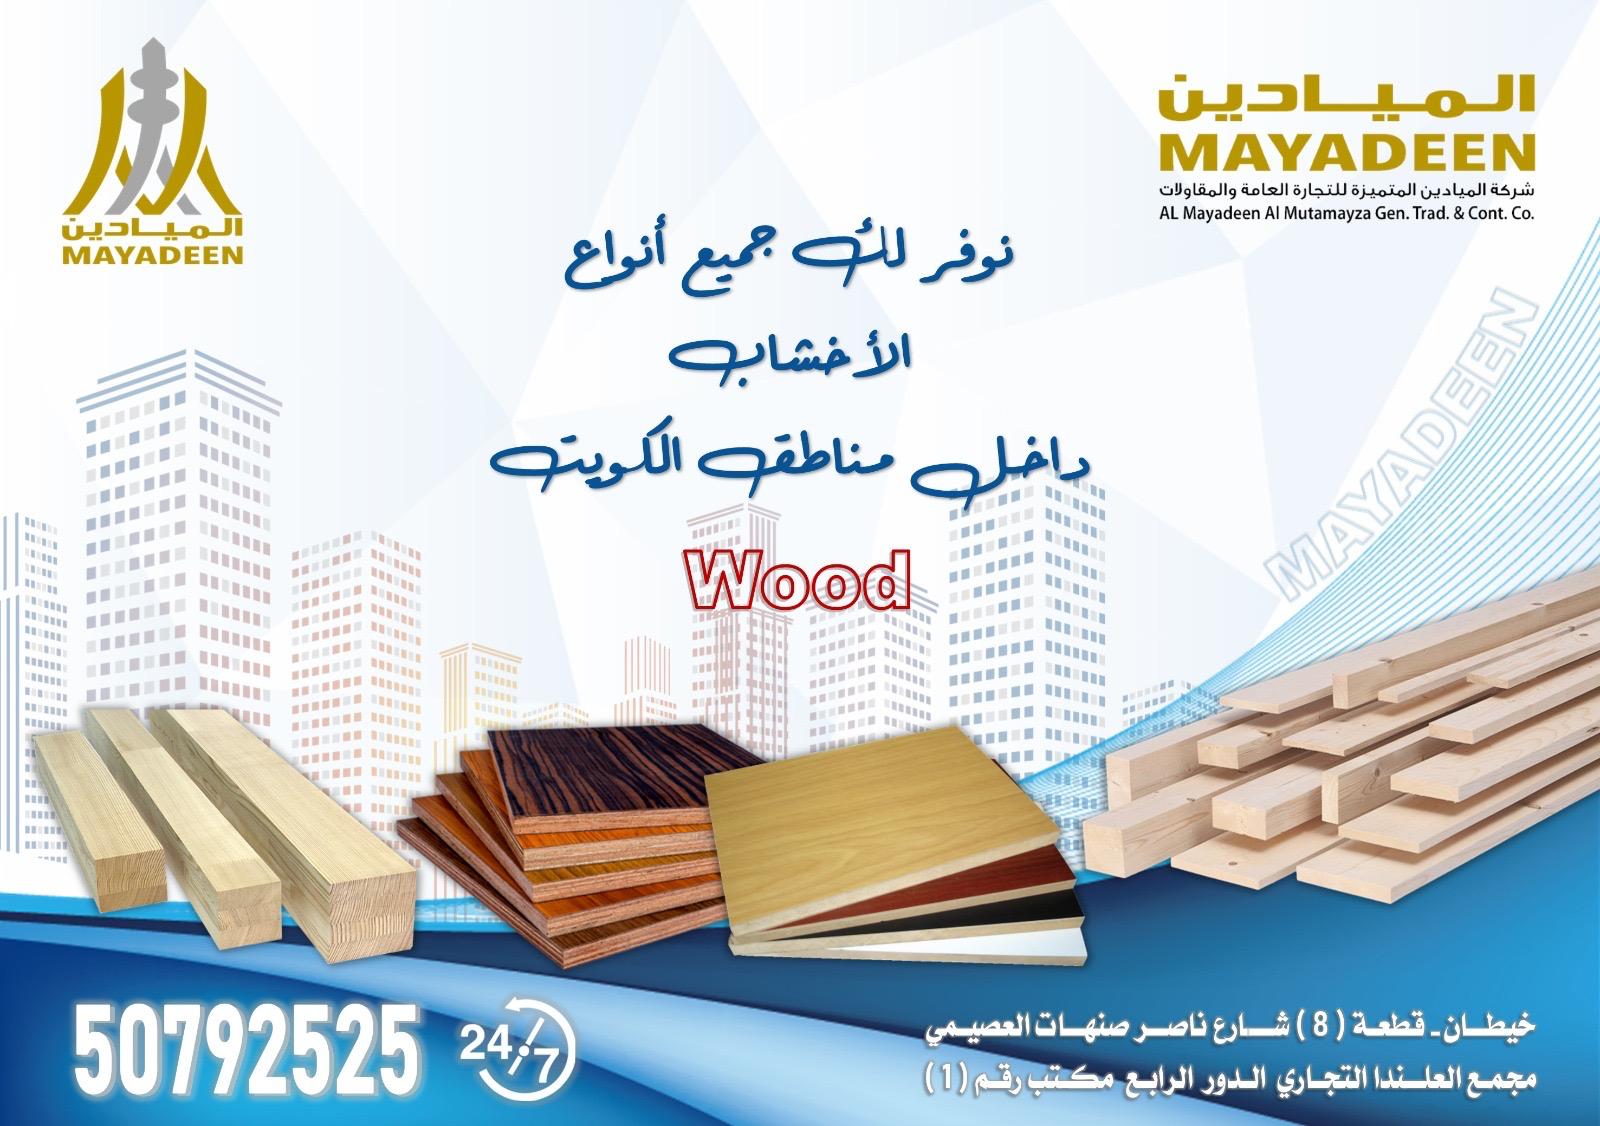 الميادين
MAYADEEN
الميادين
MAYADEEN
شركة الميادين المتميزة للتجارة العامة والمقاولات
AL Mayadeen Al Mutamayza Gen. Trad. & Cont. Co.
نوفر لك جميع أنواع
الأخشاب
داخل مناطق الكويت
Wood
MAYADEEN
50792525
24/7
خيطان - قطعة ( 8 ) شارع ناصر صنهات العصيمي
مجمع العلندا التجاري الدور الرابع مكتب رقم ( 1 )